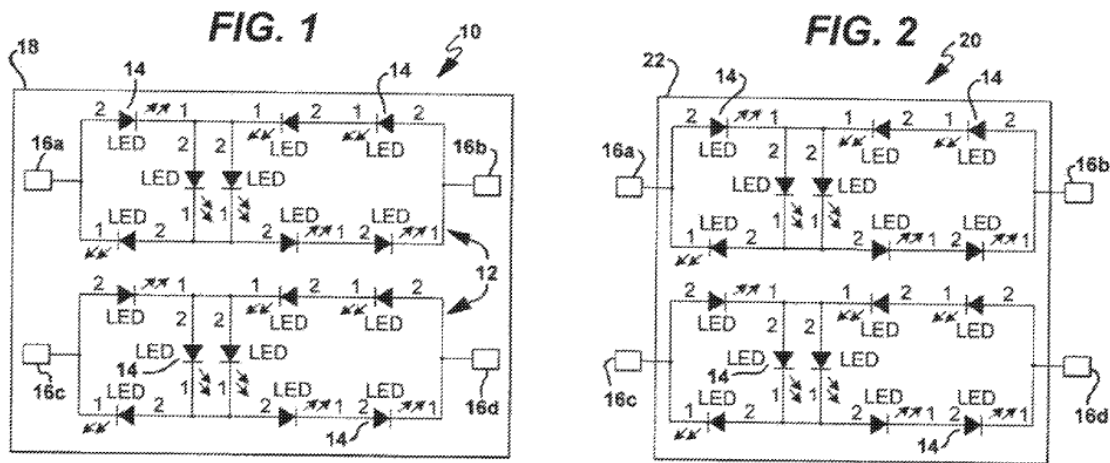 FIG. 1
18
10
14
14
2 1 1 2 1 2
LED LED LED
16a
16b
2 2
LED LED
1 1
LED LED LED
1 2 2 1 2 1
12
2 1 1 2 1 2
LED LED LED
2 2
LED LED
14
16c
16d
1 1
LED LED LED
1 2 2 1 2 1
14
FIG. 2
20
22
14
14
2 1 1 2 1 2
LED LED LED
16a
16b
2 2
LED LED
1 1
LED LED LED
1 2 2 1 2 1
2 1 1 2 1 2
LED LED LED
2 2
LED LED
14
16c
16d
1 1
LED LED LED
1 2 2 1 2 1
14